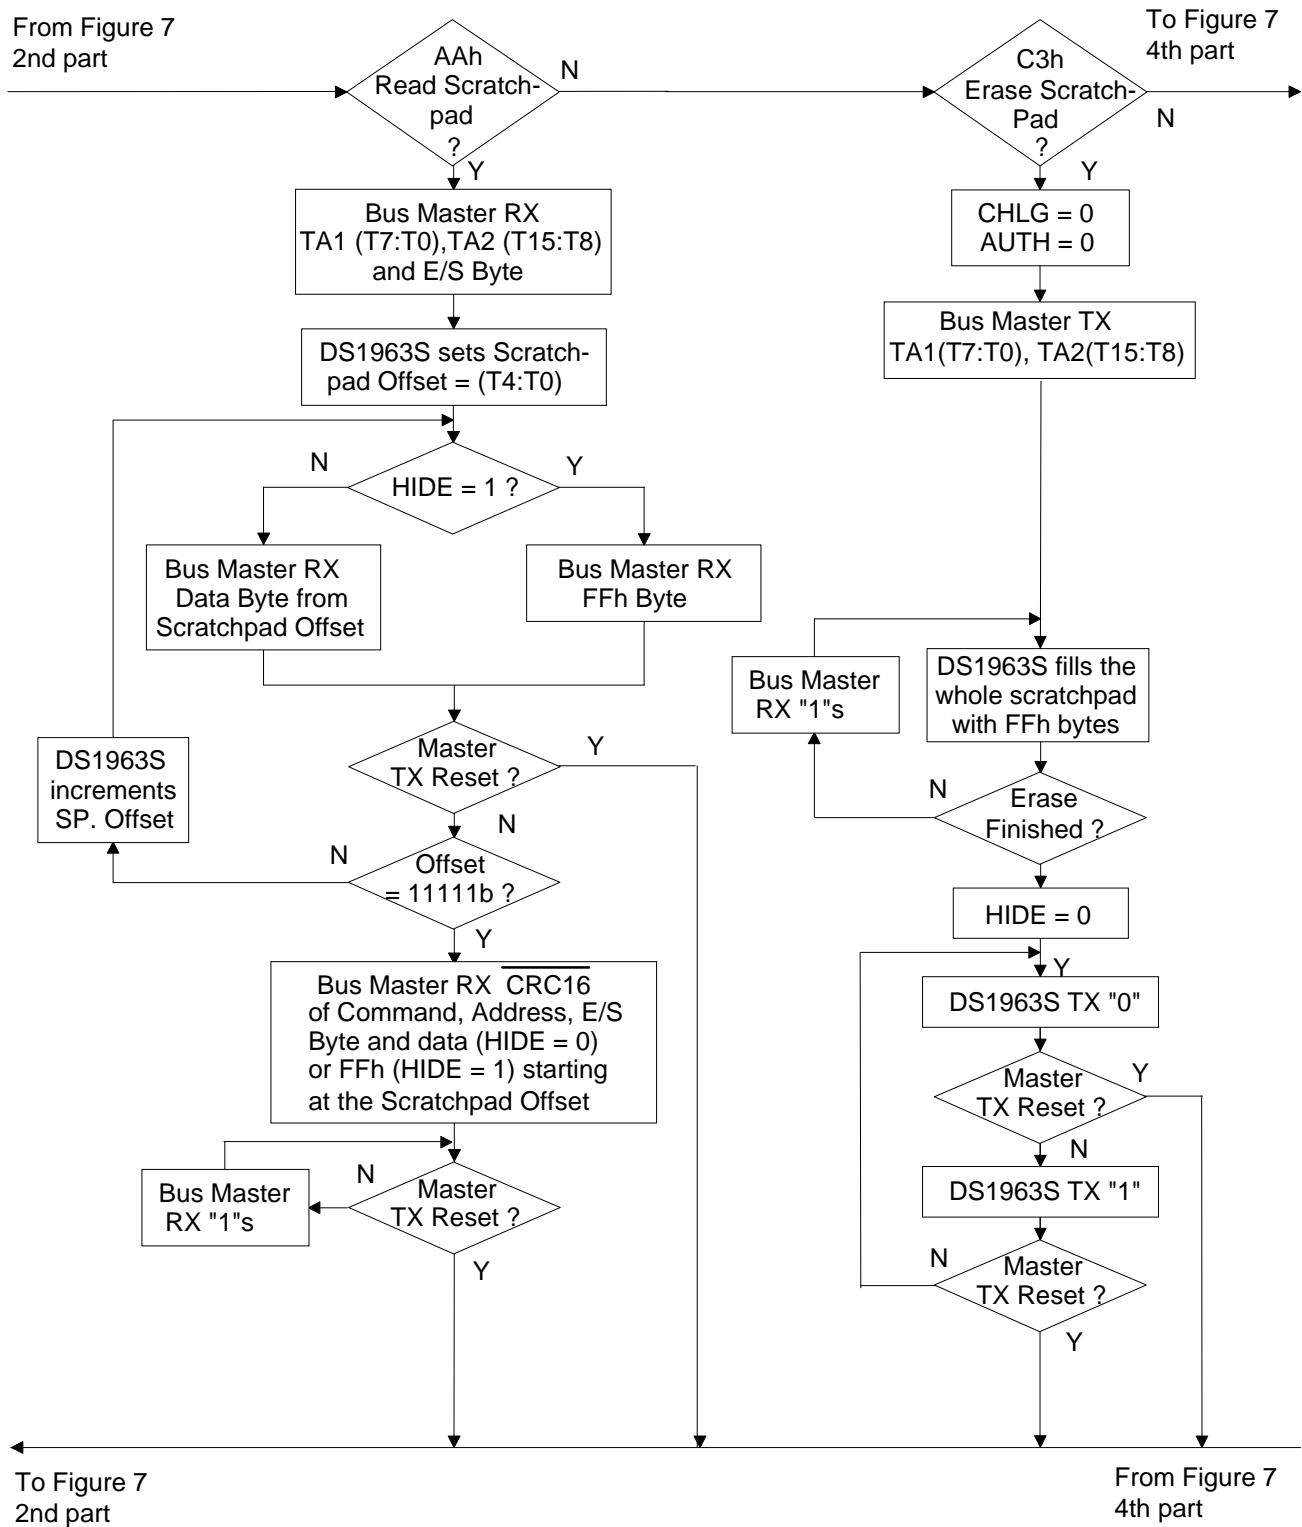 From Figure 7
2nd part
AAh
Read Scratch-
pad
?
N
Y
C3h
Erase Scratch-
Pad
?
N
Y
To Figure 7
4th part
Bus Master RX
TA1 (T7:T0),TA2 (T15:T8)
and E/S Byte
DS1963S sets Scratch-
pad Offset = (T4:T0)
HIDE = 1 ?
N
Y
Bus Master RX
Data Byte from
Scratchpad Offset
Bus Master RX
FFh Byte
Master
TX Reset ?
Y
N
DS1963S
increments
SP. Offset
Offset
= 11111b ?
N
Y
Bus Master RX CRC16
of Command, Address, E/S
Byte and data (HIDE = 0)
or FFh (HIDE = 1) starting
at the Scratchpad Offset
Master
TX Reset ?
N
Y
Bus Master
RX "1"s
CHLG = 0
AUTH = 0
Bus Master TX
TA1(T7:T0), TA2(T15:T8)
DS1963S fills the
whole scratchpad
with FFh bytes
Bus Master
RX "1"s
Erase
Finished ?
N
HIDE = 0
Y
DS1963S TX "0"
Master
TX Reset ?
Y
N
DS1963S TX "1"
Master
TX Reset ?
N
Y
To Figure 7
2nd part
From Figure 7
4th part